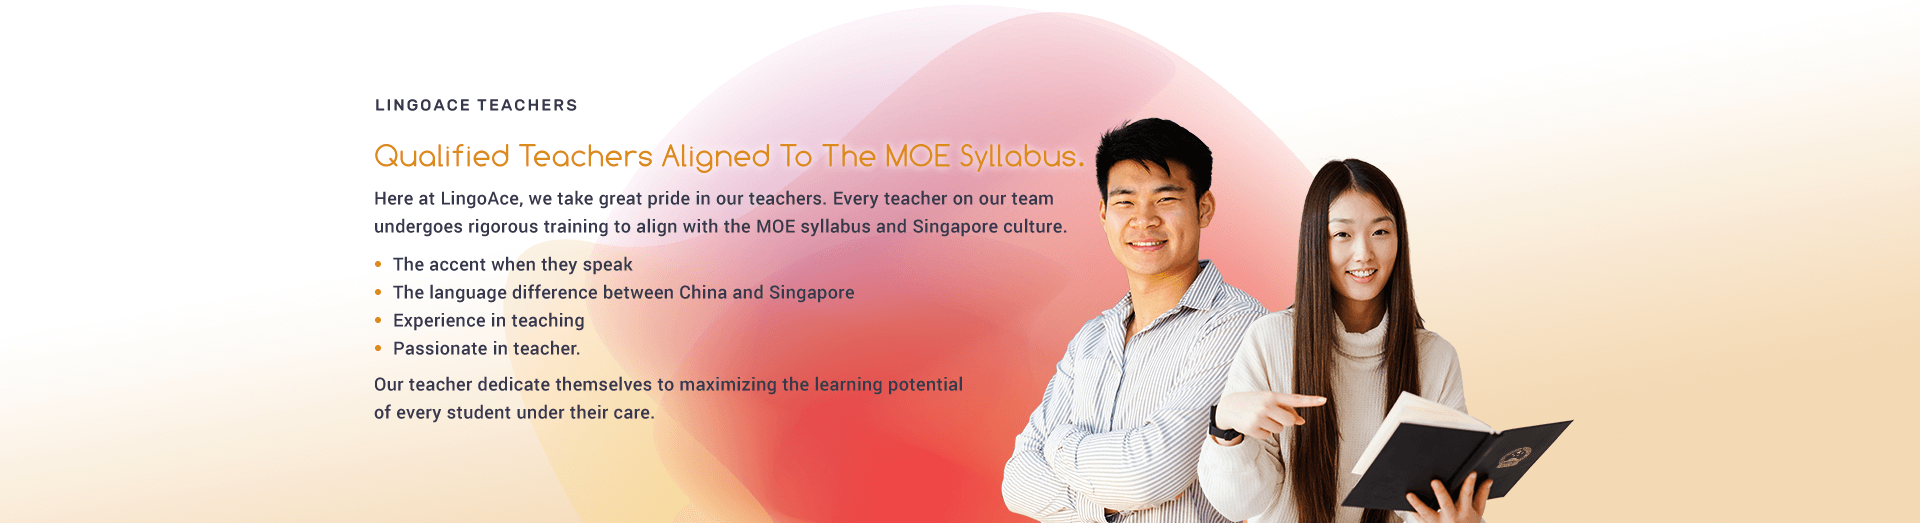 LINGOACE TEACHERS
Qualified Teachers Aligned To The MOE Syllabus.
Here at LingoAce, we take great pride in our teachers. Every teacher on our team
undergoes rigorous training to align with the MOE syllabus and Singapore culture.
• The accent when they speak
• The language difference between China and Singapore
• Experience in teaching
• Passionate in teacher.
Our teacher dedicate themselves to maximizing the learning potential
of every student under their care.